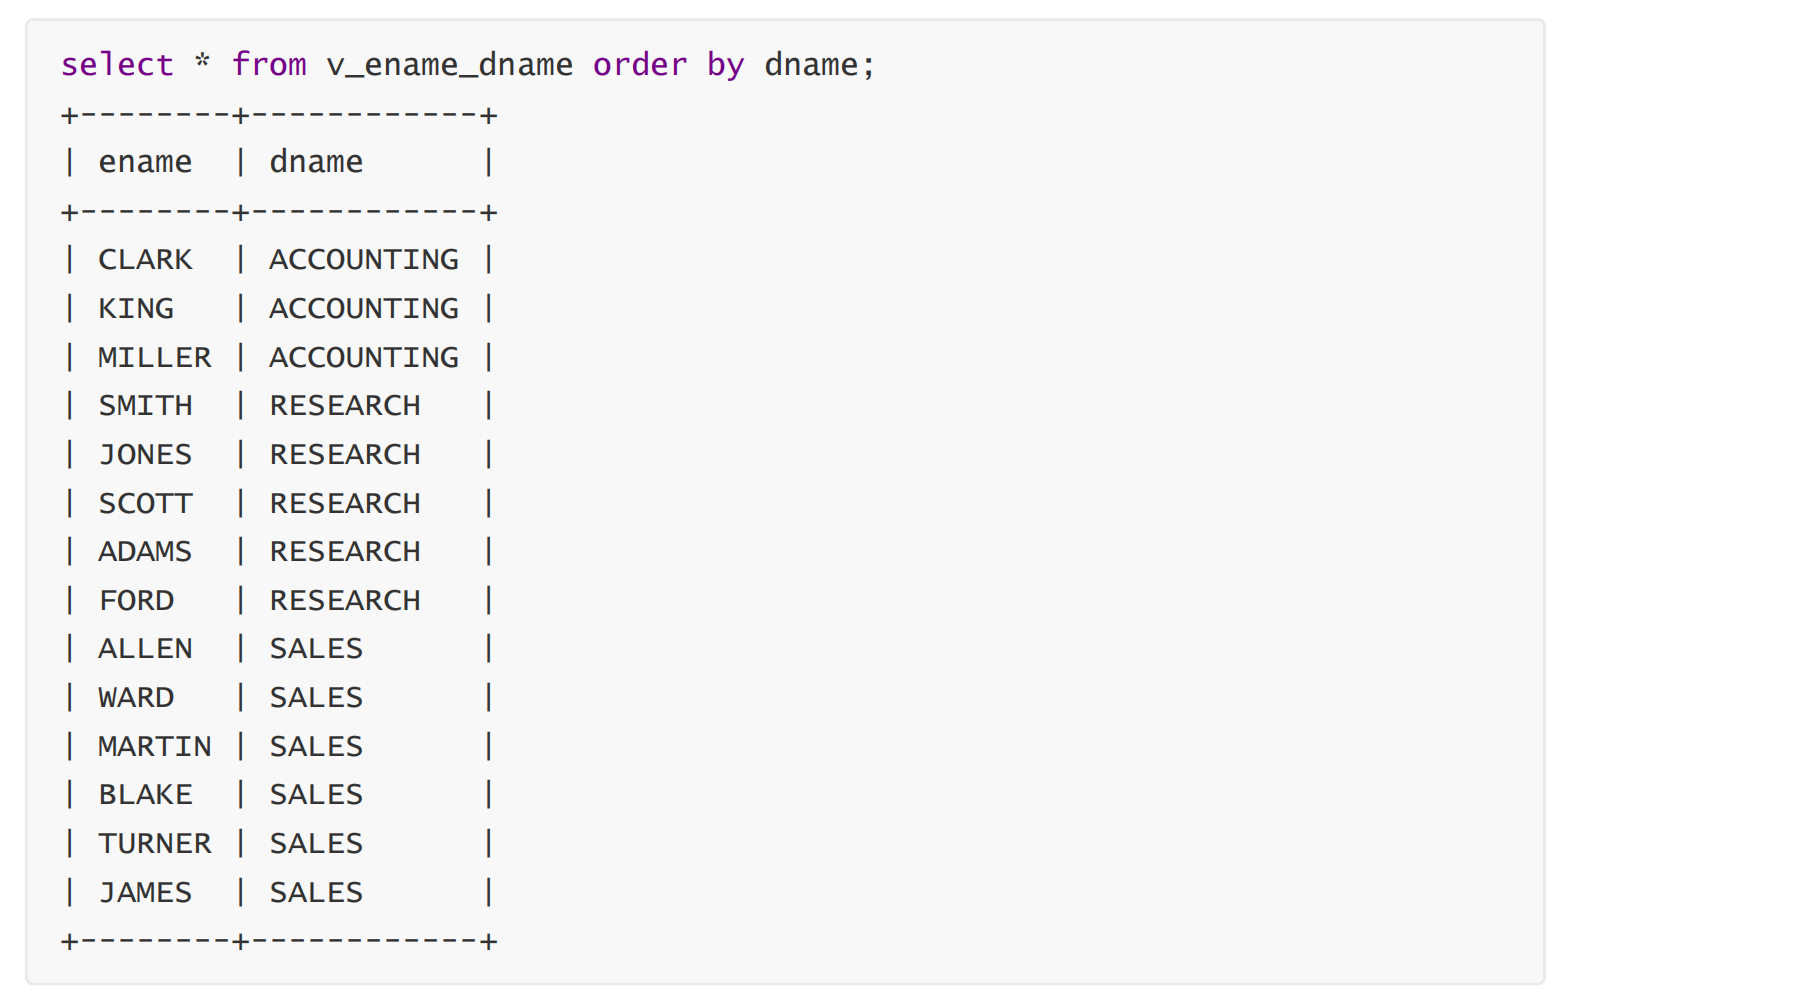 select * from v_ename_dname order by dname;
+--------+------------+
| ename  | dname      |
+--------+------------+
| CLARK  | ACCOUNTING |
| KING   | ACCOUNTING |
| MILLER | ACCOUNTING |
| SMITH  | RESEARCH   |
| JONES  | RESEARCH   |
| SCOTT  | RESEARCH   |
| ADAMS  | RESEARCH   |
| FORD   | RESEARCH   |
| ALLEN  | SALES      |
| WARD   | SALES      |
| MARTIN | SALES      |
| BLAKE  | SALES      |
| TURNER | SALES      |
| JAMES  | SALES      |
+--------+------------+